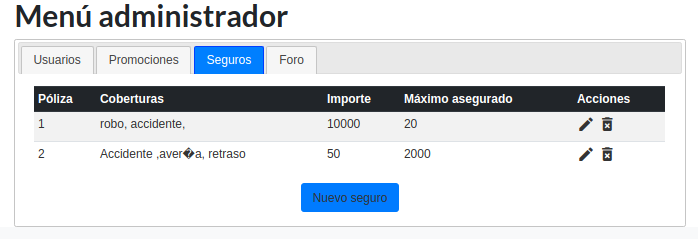 Menú administrador
Usuarios Promociones Seguros Foro
Póliza Coberturas Importe Máximo asegurado Acciones
1 robo, accidente, 10000 20
2 Accidente ,aver�a, retraso 50 2000
Nuevo seguro